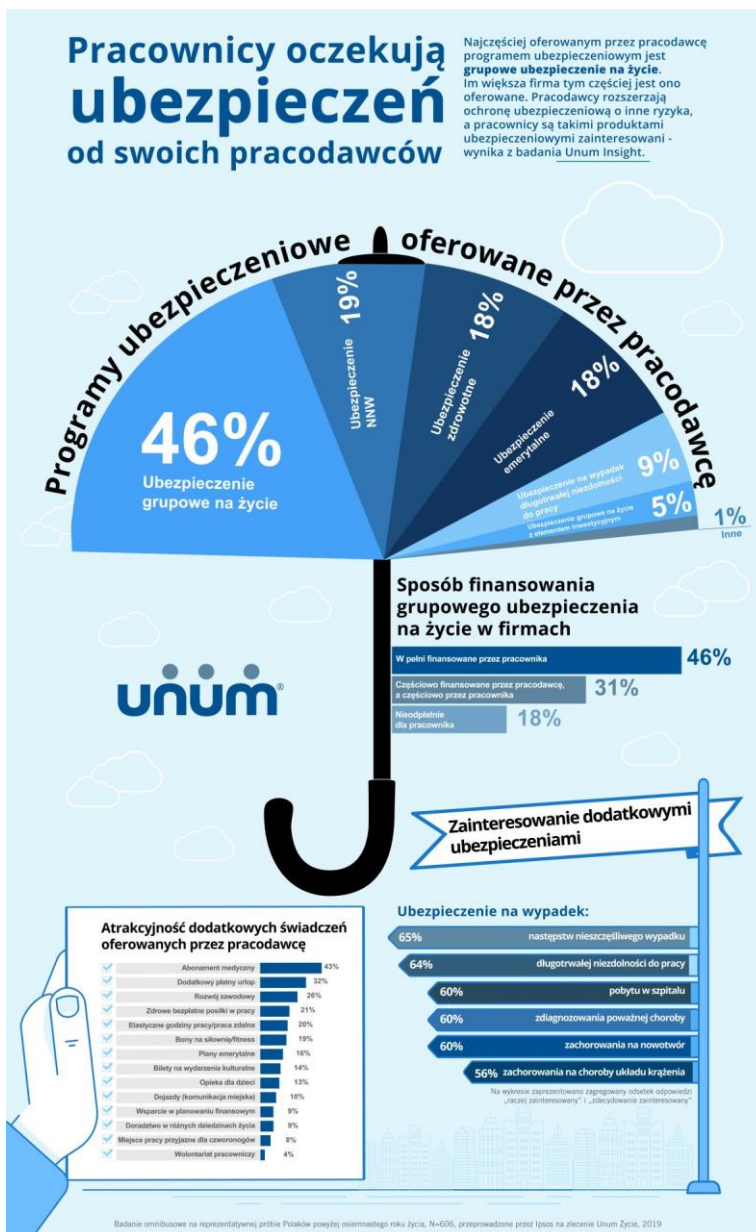 Pracownicy oczekują
ubezpieczeń
od swoich pracodawców
Najczęściej oferowanym przez pracodawcę
programem ubezpieczeniowym jest
grupowe ubezpieczenie na życie.
Im większa firma tym częściej jest ono
oferowane. Pracodawcy rozszerzają
ochronę ubezpieczeniową o inne ryzyka,
a pracownicy są takimi produktami
ubezpieczeniowymi zainteresowani -
wynika z badania Unum Insight.
Programy ubezpieczeniowe oferowane przez pracodawcę
46%
Ubezpieczenie
grupowe na życie
19%
Ubezpieczenie
NNW
18%
Ubezpieczenie
zdrowotne
18%
Ubezpieczenie
emerytalne
9%
Ubezpieczenie na wypadek
długotrwałej niezdolności
do pracy
5%
Ubezpieczenie grupowe na życie
z elementem inwestycyjnym
1%
Inne
Sposób finansowania
grupowego ubezpieczenia
na życie w firmach
W pełni finansowane przez pracownika 46%
Częściowo finansowane przez pracodawcę,
a częściowo przez pracownika 31%
Nieodpłatnie
dla pracownika 18%
unum®
Zainteresowanie dodatkowymi
ubezpieczeniami
Atrakcyjność dodatkowych świadczeń
oferowanych przez pracodawcę
Abonament medyczny 43%
Dodatkowy płatny urlop 32%
Rozwój zawodowy 26%
Zdrowe bezpłatne posiłki w pracy 21%
Elastyczne godziny pracy/praca zdalna 20%
Bony na siłownię/fitness 19%
Plany emerytalne 16%
Bilety na wydarzenia kulturalne 14%
Opieka dla dzieci 13%
Dojazdy (komunikacja miejska) 10%
Wsparcie w planowaniu finansowym 9%
Doradztwo w różnych dziedzinach życia 9%
Miejsce pracy przyjazne dla czworonogów 8%
Wolontariat pracowniczy 4%
Ubezpieczenie na wypadek:
65% następstw nieszczęśliwego wypadku
64% długotrwałej niezdolności do pracy
60% pobytu w szpitalu
60% zdiagnozowania poważnej choroby
60% zachorowania na nowotwór
56% zachorowania na choroby układu krążenia
Na wykresie zaprezentowano zagregowany odsetek odpowiedzi
„raczej zainteresowany” i „zdecydowanie zainteresowany”
Badanie omnibusowe na reprezentatywnej próbie Polaków powyżej osiemnastego roku życia, N=606, przeprowadzone przez Ipsos na zlecenie Unum Życie, 2019